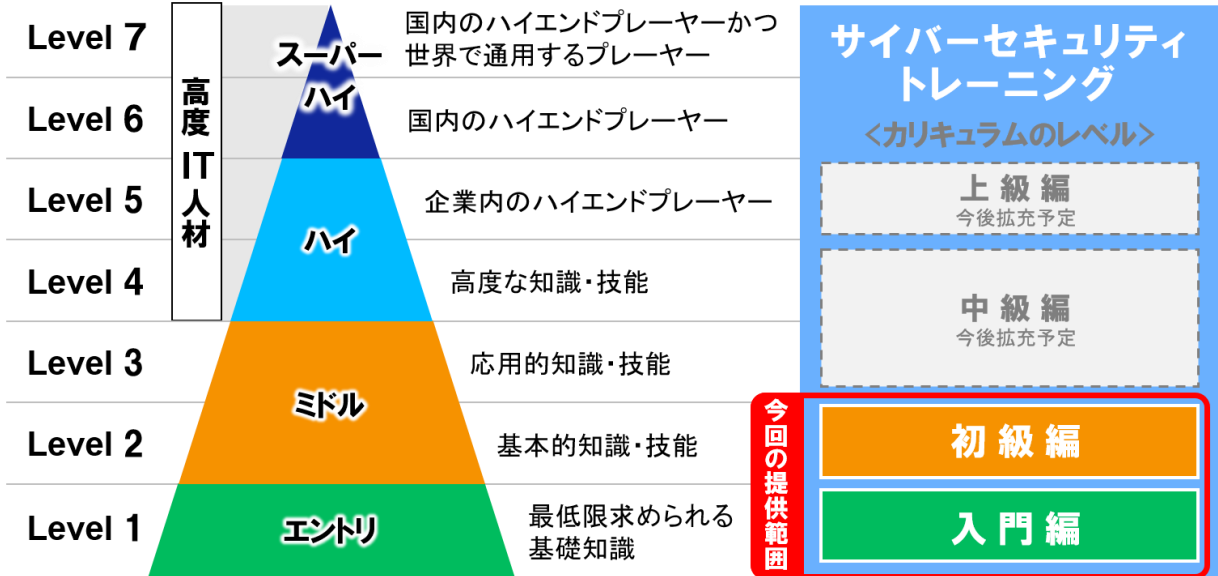 Level 7
国内のハイエンドプレーヤーかつ
世界で通用するプレーヤー
Level 6
国内のハイエンドプレーヤー
スーパー
ハイ
高度IT人材
Level 5
企業内のハイエンドプレーヤー
ハイ
Level 4
高度な知識・技能
Level 3
応用的知識・技能
ミドル
Level 2
基本的知識・技能
Level 1
エントリ
最低限求められる
基礎知識
サイバーセキュリティ
トレーニング
<カリキュラムのレベル>
上級編
今後拡充予定
中級編
今後拡充予定
今回の提供範囲
初級編
入門編